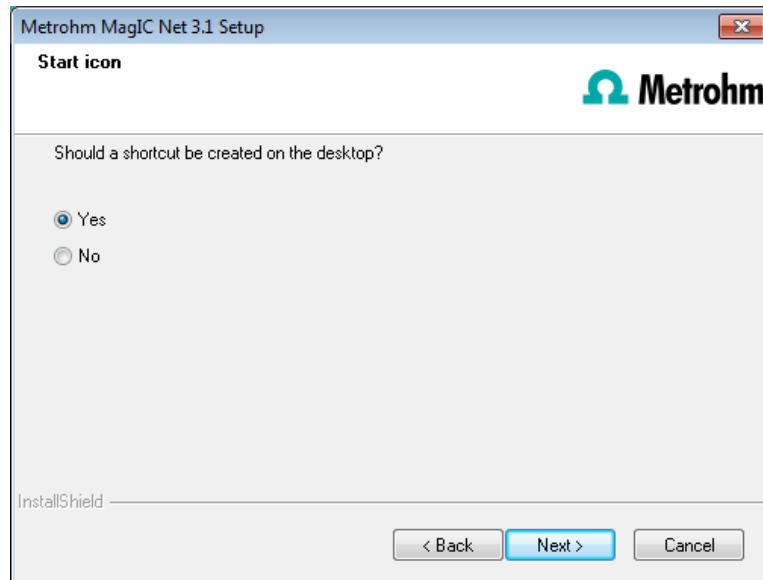 Metrohm MagIC Net 3.1 Setup
Start icon
Metrohm
Should a shortcut be created on the desktop?
Yes
No
InstallShield
< Back
Next >
Cancel